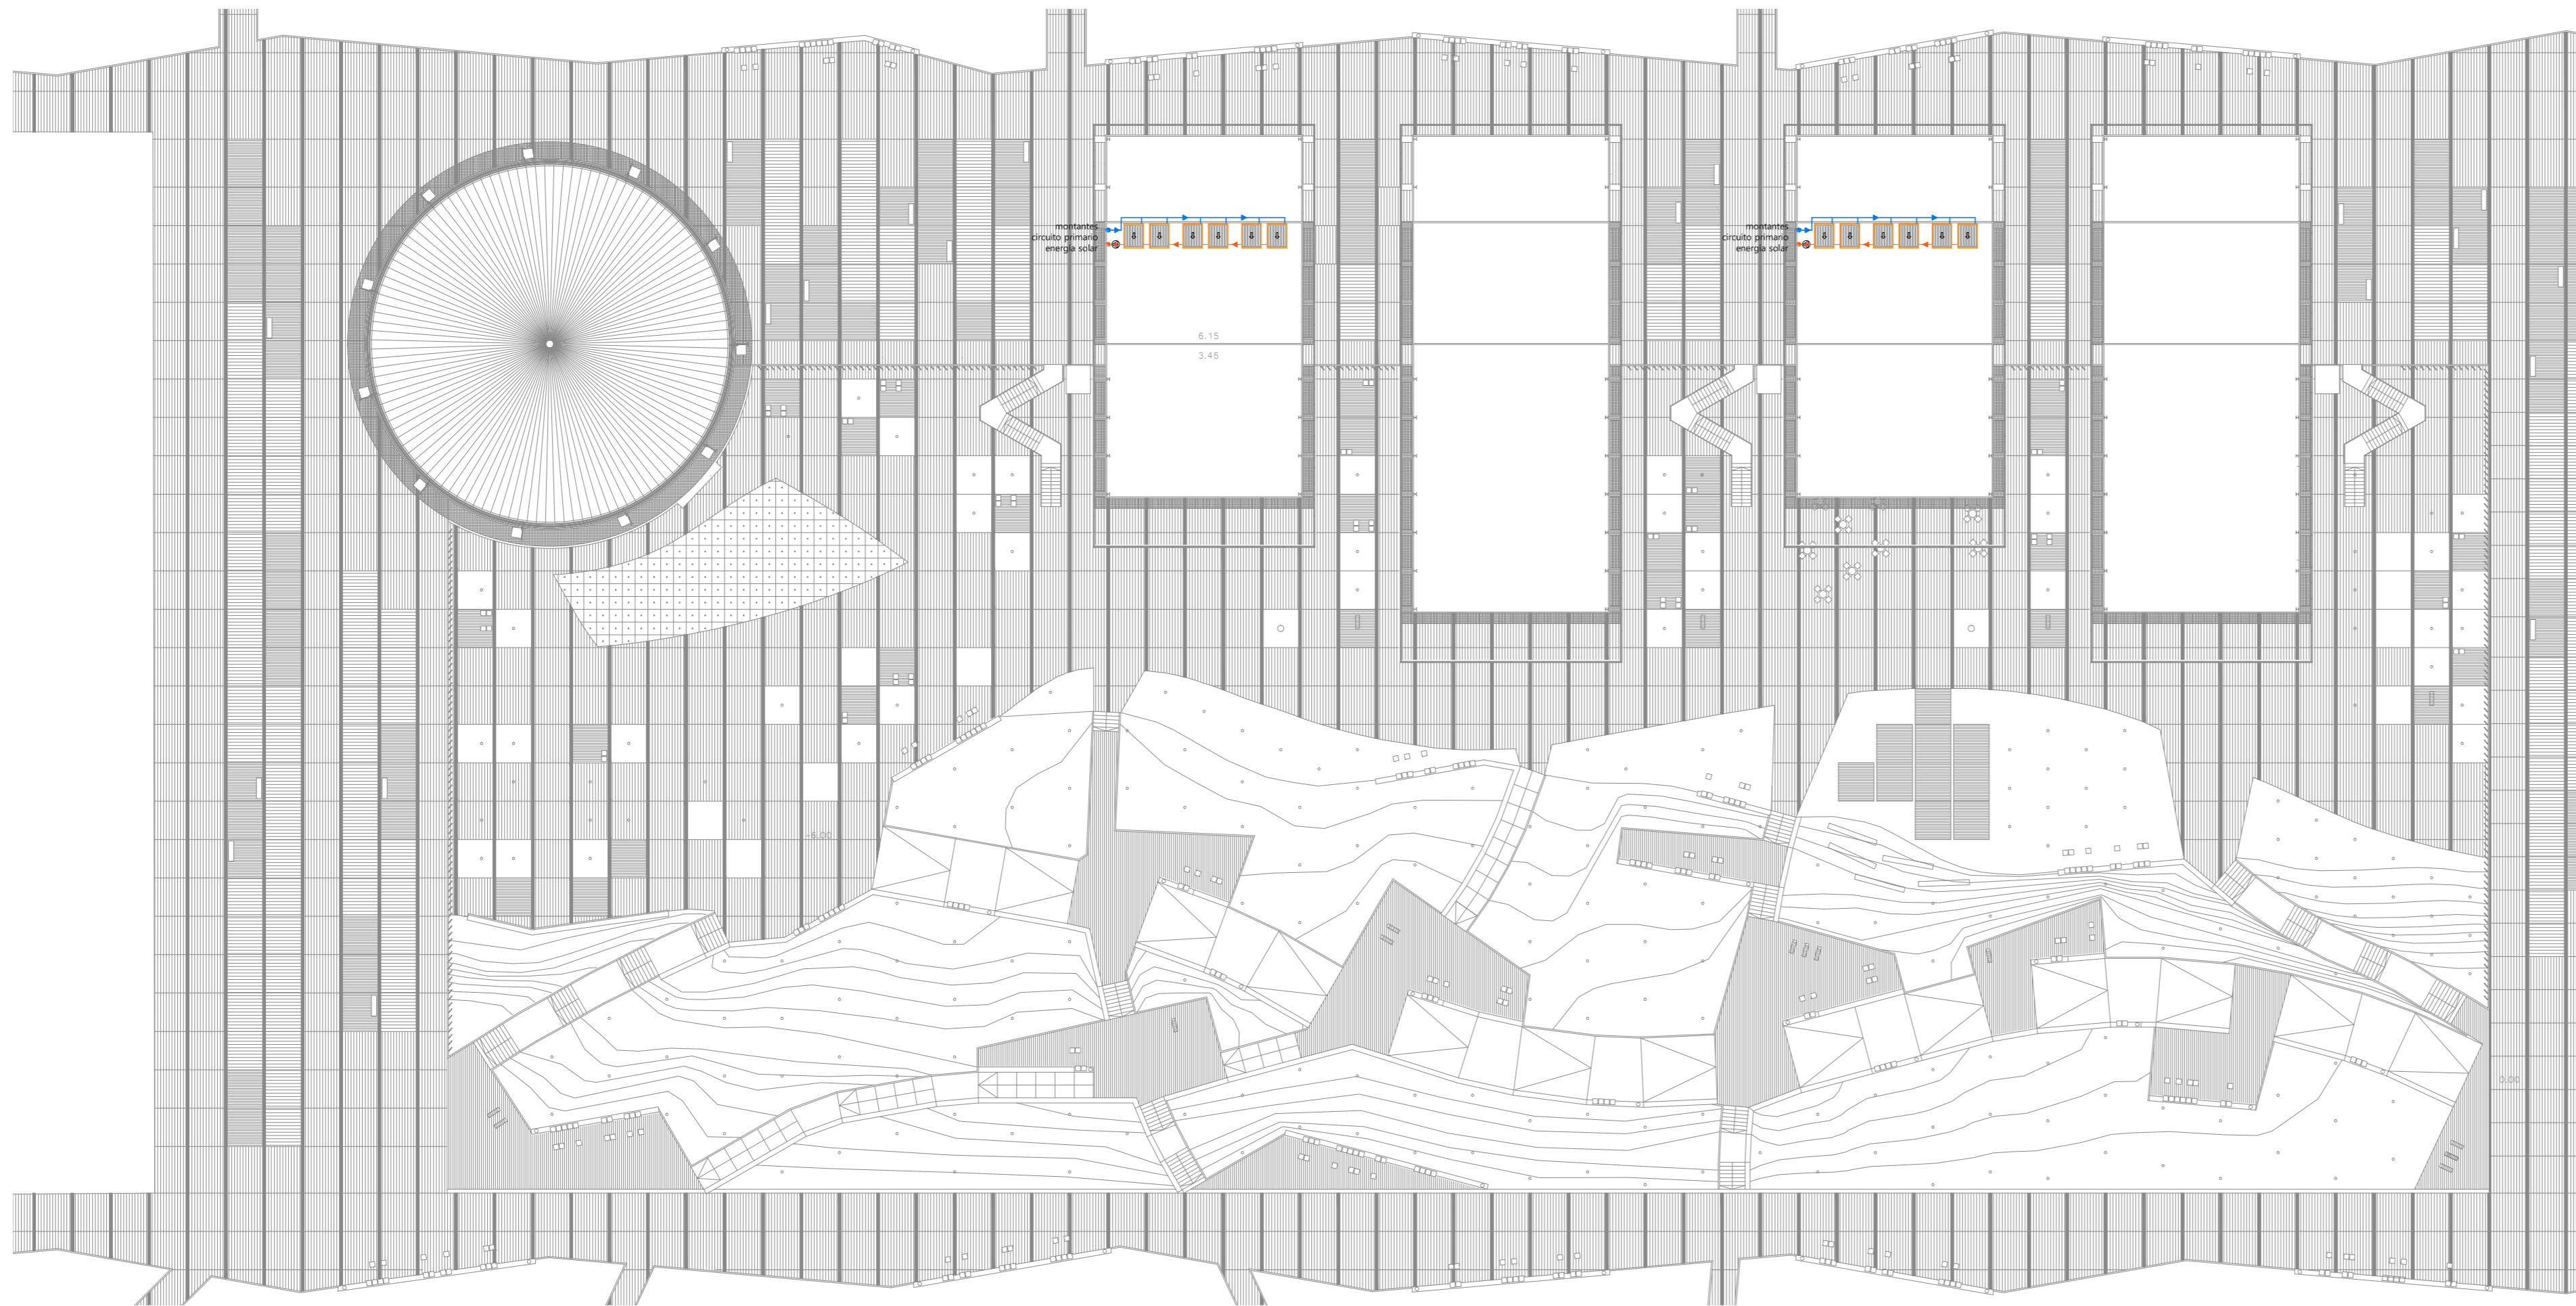 montantes
circuito primario
energía solar
montantes
circuito primario
energía solar
6.15
3.45
-6.00
0.00